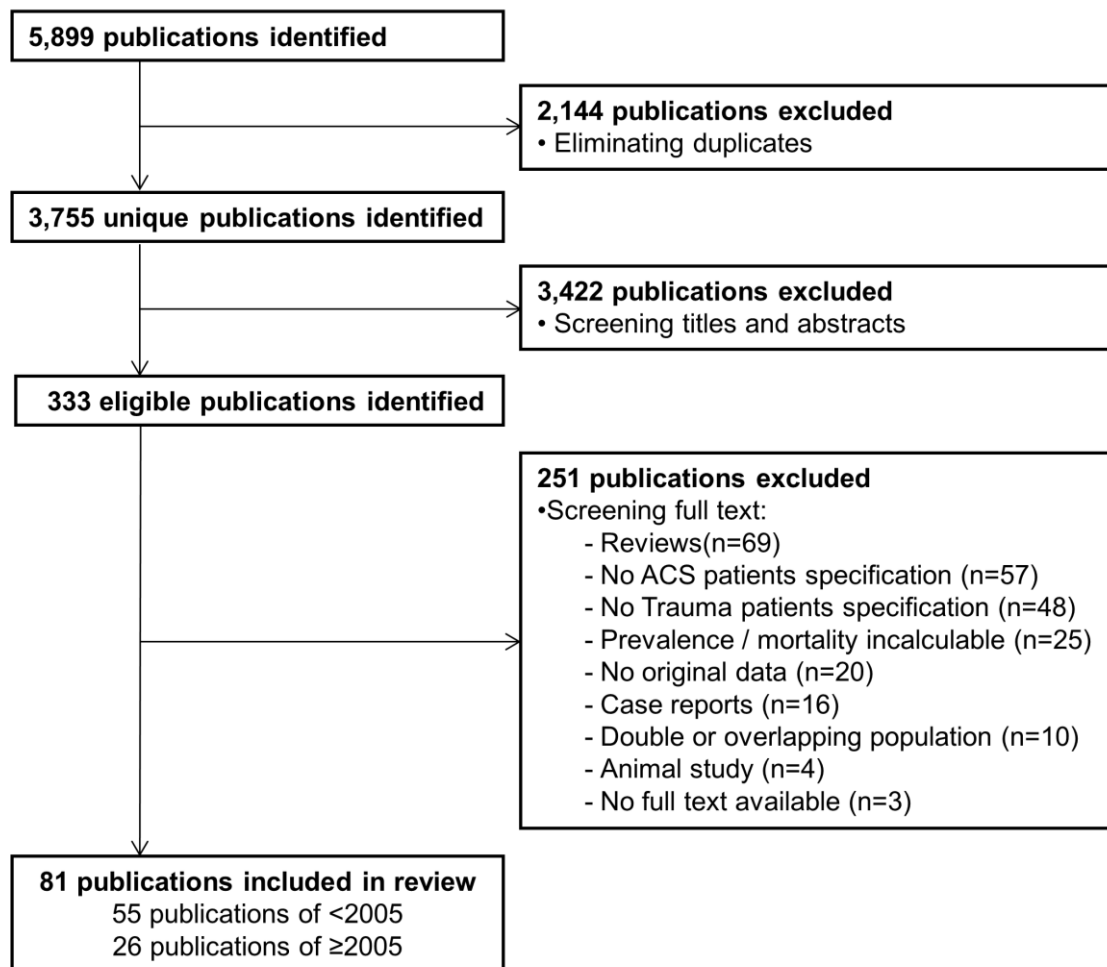 5,899 publications identified
2,144 publications excluded
• Eliminating duplicates
3,755 unique publications identified
3,422 publications excluded
• Screening titles and abstracts
333 eligible publications identified
251 publications excluded
•Screening full text:
- Reviews(n=69)
- No ACS patients specification (n=57)
- No Trauma patients specification (n=48)
- Prevalence / mortality incalculable (n=25)
- No original data (n=20)
- Case reports (n=16)
- Double or overlapping population (n=10)
- Animal study (n=4)
- No full text available (n=3)
81 publications included in review
55 publications of <2005
26 publications of ≥2005